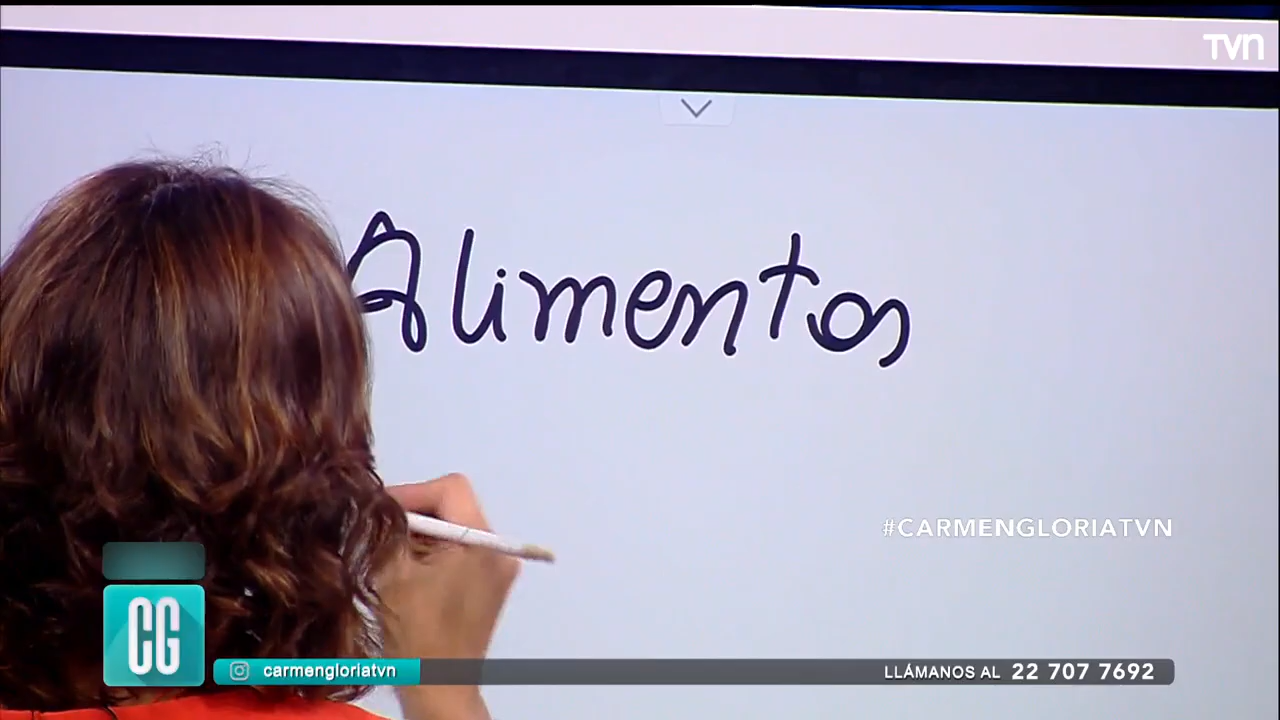 TVN
Alimentos
#CARMENGLORIATVN
CG
carmengloriatvn
LLÁMANOS AL 22 707 7692